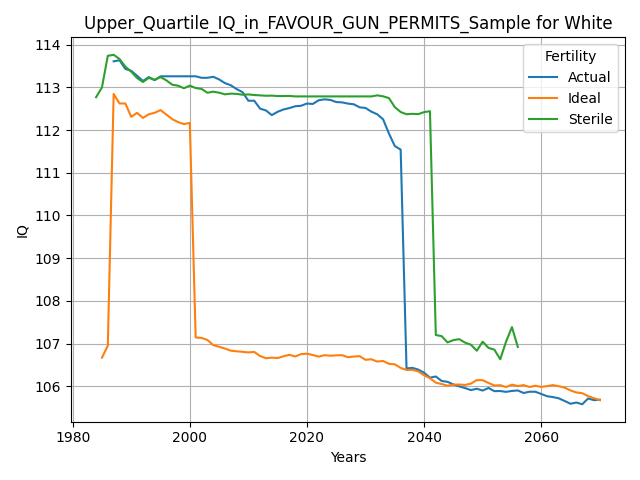 Upper_Quartile_IQ_in_FAVOUR_GUN_PERMITS_Sample for White
114
113
112
111
110
109
108
107
106
IQ
1980
2000
2020
2040
2060
Years
Fertility
Actual
Ideal
Sterile